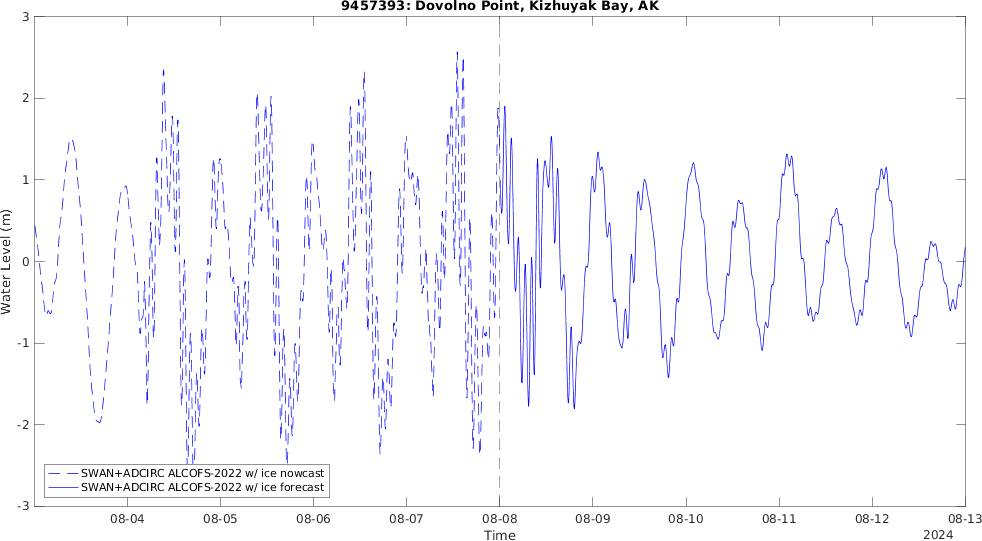 9457393: Dovolno Point, Kizhuyak Bay, AK
3
2
1
0
-1
-2
-3
Water Level (m)
SWAN+ADCIRC ALCOFS-2022 w/ ice nowcast
SWAN+ADCIRC ALCOFS-2022 w/ ice forecast
08-04 08-05 08-06 08-07 08-08 08-09 08-10 08-11 08-12 08-13
Time
2024